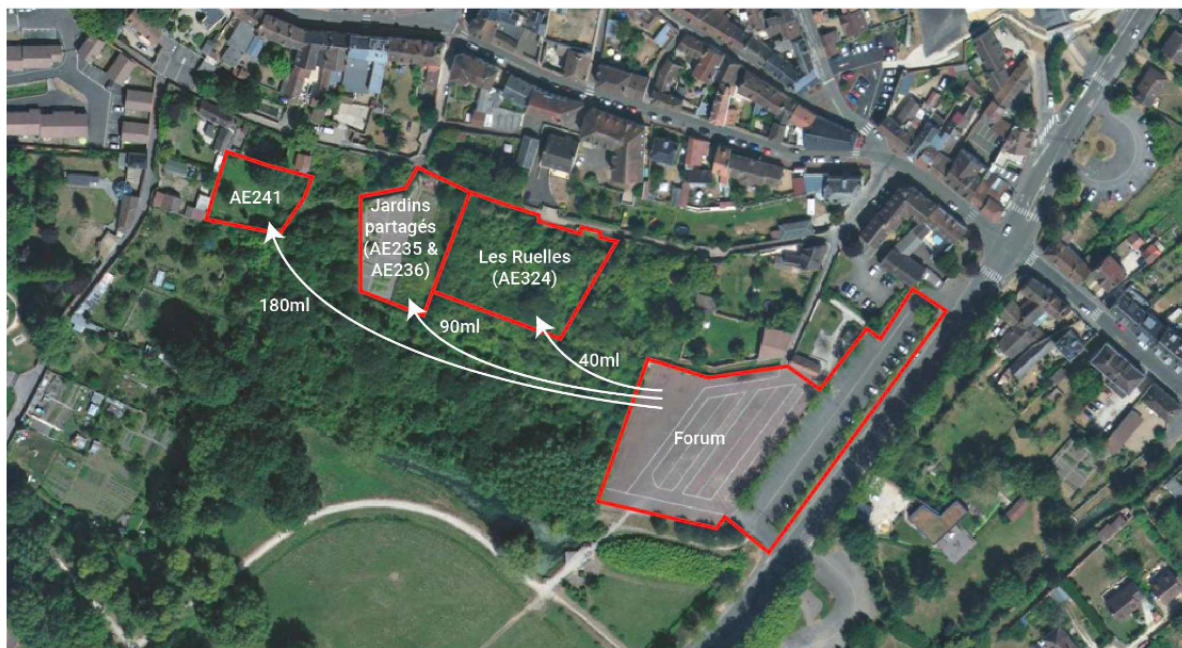 AE241
Jardins
partagés
(AE235 &
AE236)
Les Ruelles
(AE324)
180ml
90ml
40ml
Forum